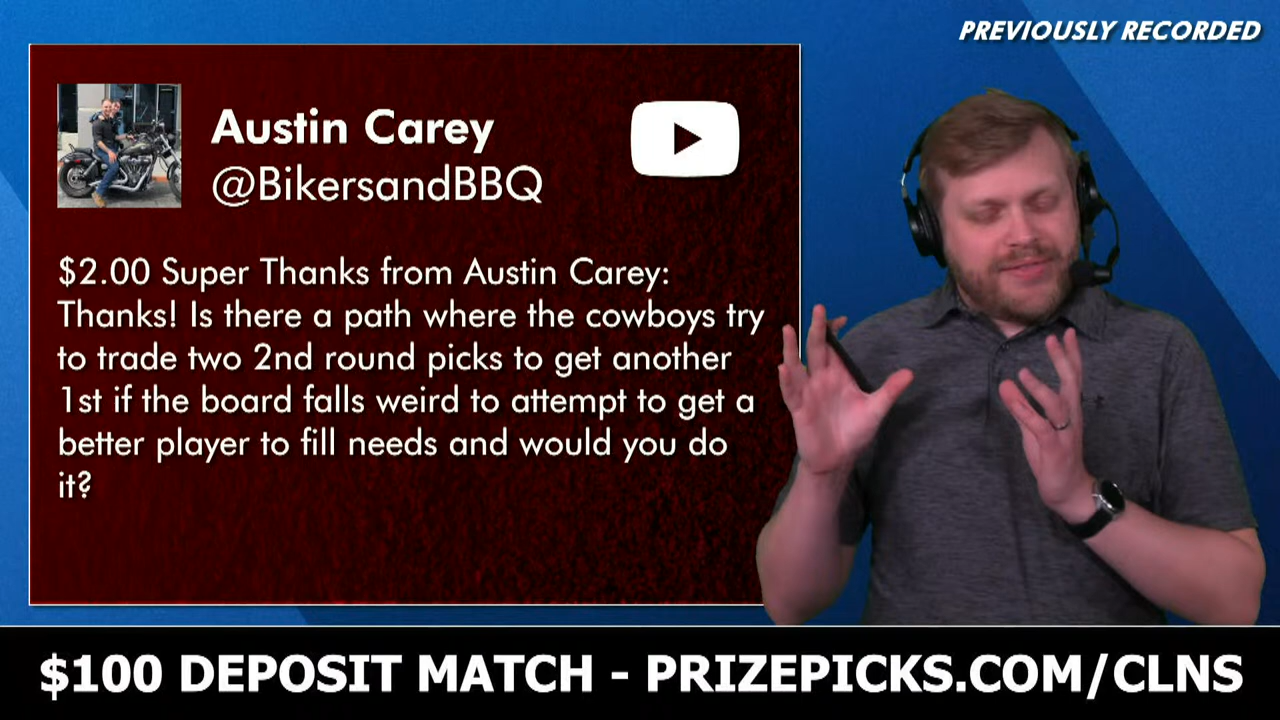 PREVIOUSLY RECORDED
Austin Carey
@BikersandBBQ
$2.00 Super Thanks from Austin Carey:
Thanks! Is there a path where the cowboys try
to trade two 2nd round picks to get another
1st if the board falls weird to attempt to get a
better player to fill needs and would you do
it?
$100 DEPOSIT MATCH - PRIZEPICKS.COM/CLNS